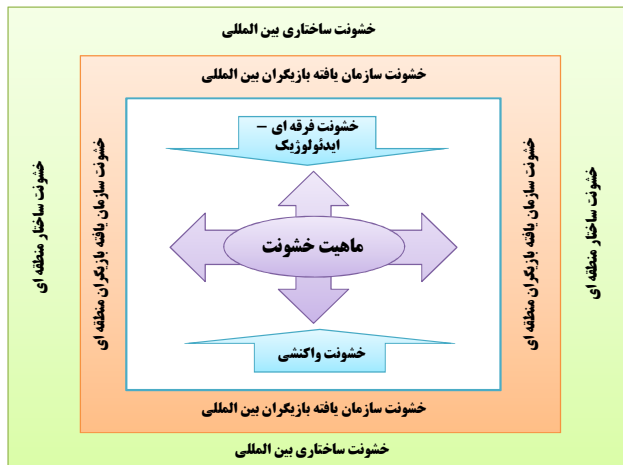 خشونت ساختاری بین المللی
خشونت سازمان یافته بازیگران بین المللی
خشونت ساختار منطقه ای
خشونت سازمان یافته بازیگران منطقه ای
خشونت فرقه ای –
ایدئولوژیک
ماهیت خشونت
خشونت واکنشی
خشونت سازمان یافته بازیگران منطقه ای
خشونت ساختار منطقه ای
خشونت سازمان یافته بازیگران بین المللی
خشونت ساختاری بین المللی